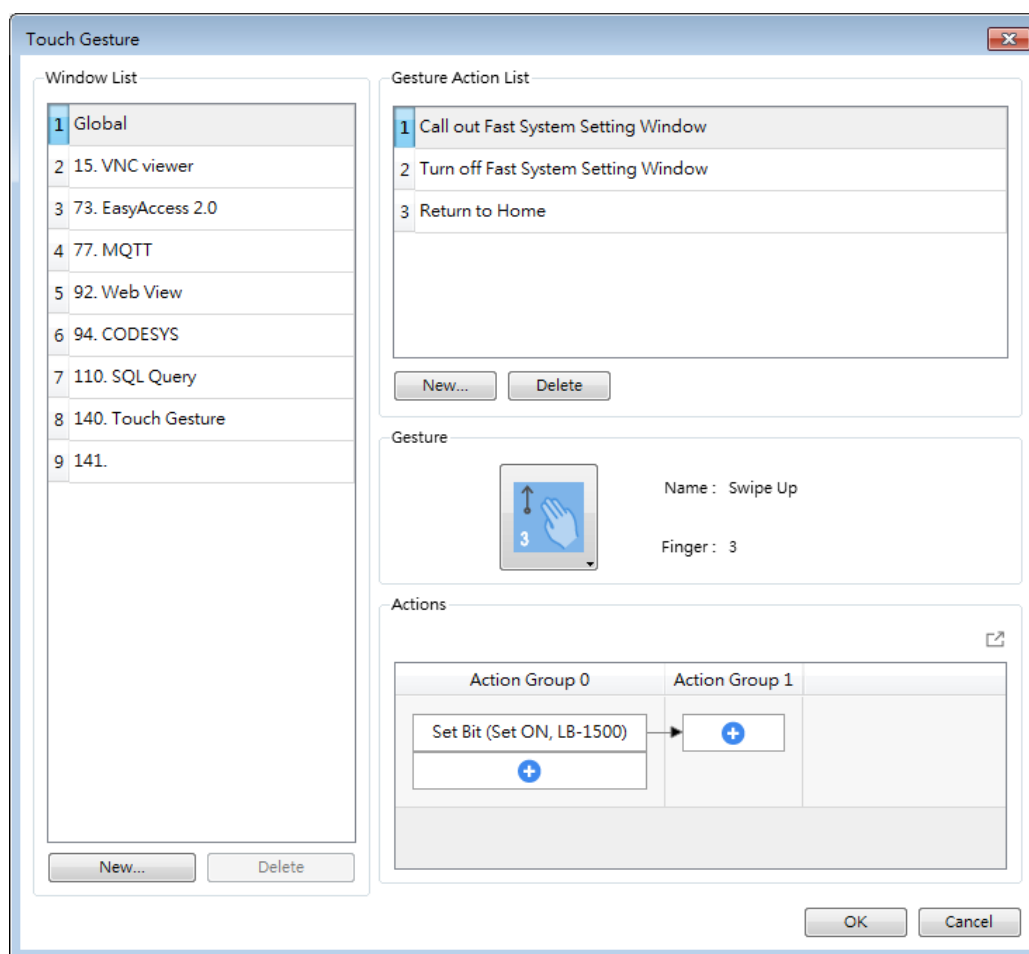 Touch Gesture
Window List
1 Global
2 15. VNC viewer
3 73. EasyAccess 2.0
4 77. MQTT
5 92. Web View
6 94. CODESYS
7 110. SQL Query
8 140. Touch Gesture
9 141.
New...
Delete
Gesture Action List
1 Call out Fast System Setting Window
2 Turn off Fast System Setting Window
3 Return to Home
New...
Delete
Gesture
3
Name : Swipe Up
Finger : 3
Actions
Action Group 0 Action Group 1
Set Bit (Set ON, LB-1500)
OK
Cancel